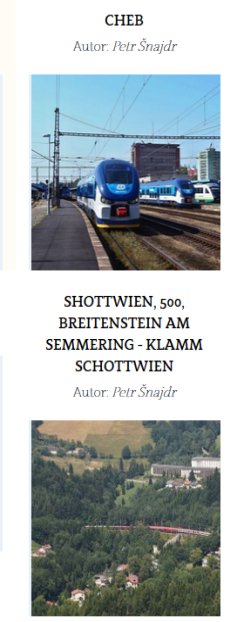 CHEB
Autor: Petr Šnajdr
SHOTTWIEN, 500,
BREITENSTEIN AM
SEMMERING - KLAMM
SCHOTTWIEN
Autor: Petr Šnajdr